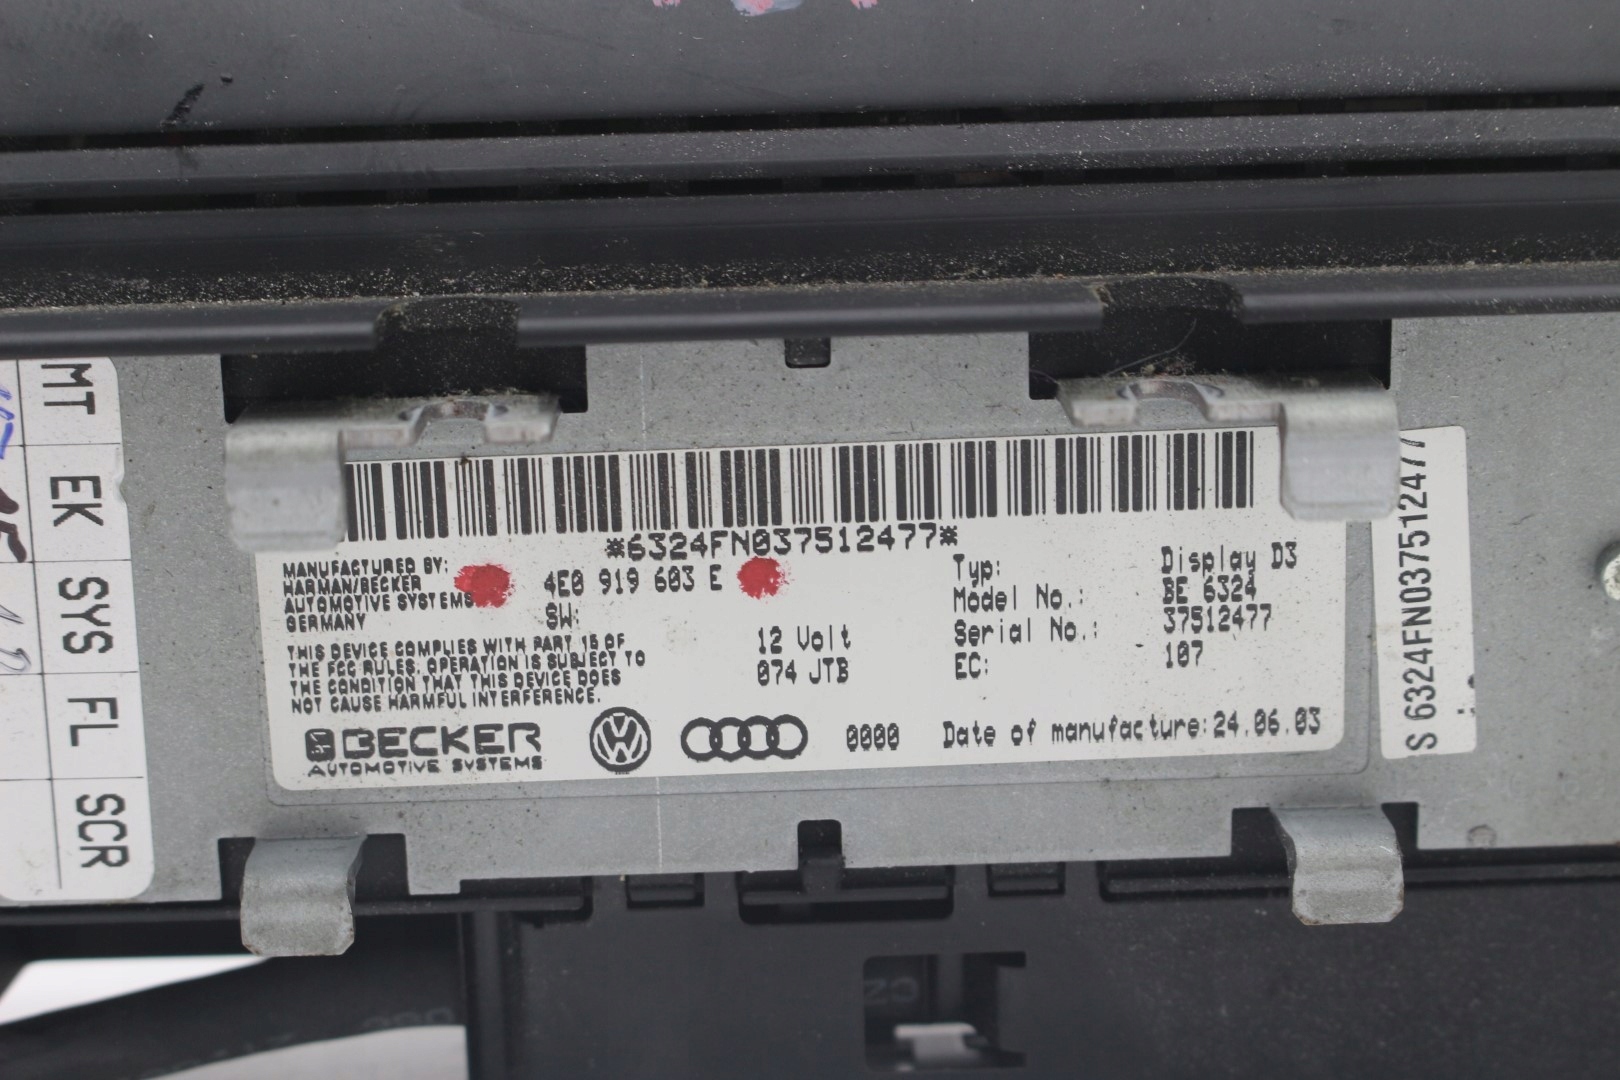 MT
EK
SYS
FL
SCR
*6324FN037512477*
MANUFACTURED BY:
HARMAN/BECKER
AUTOMOTIVE SYSTEMS
GERMANY
4E0 919 603 E
SW:
THIS DEVICE COMPLIES WITH PART 15 OF
THE FCC RULES. OPERATION IS SUBJECT TO
THE CONDITION THAT THIS DEVICE DOES
NOT CAUSE HARMFUL INTERFERENCE.
12 Volt
074 JTB
Typ: Display D3
Model No.: BE 6324
Serial No.: 37512477
EC: 107
BECKER
AUTOMOTIVE SYSTEMS
0000
Date of manufacture:24.06.03
S 6324FN037512477